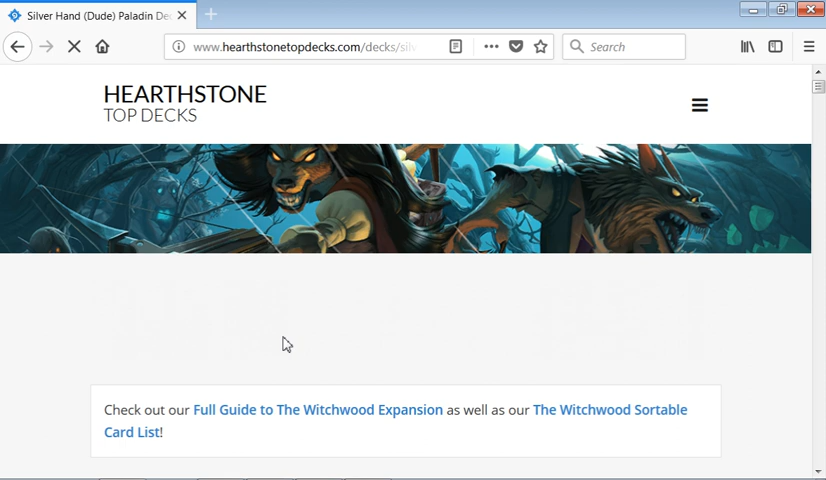 Silver Hand (Dude) Paladin De
www.hearthstonetopdecks.com/decks/silv
Search
HEARTHSTONE
TOP DECKS
Check out our Full Guide to The Witchwood Expansion as well as our The Witchwood Sortable
Card List!